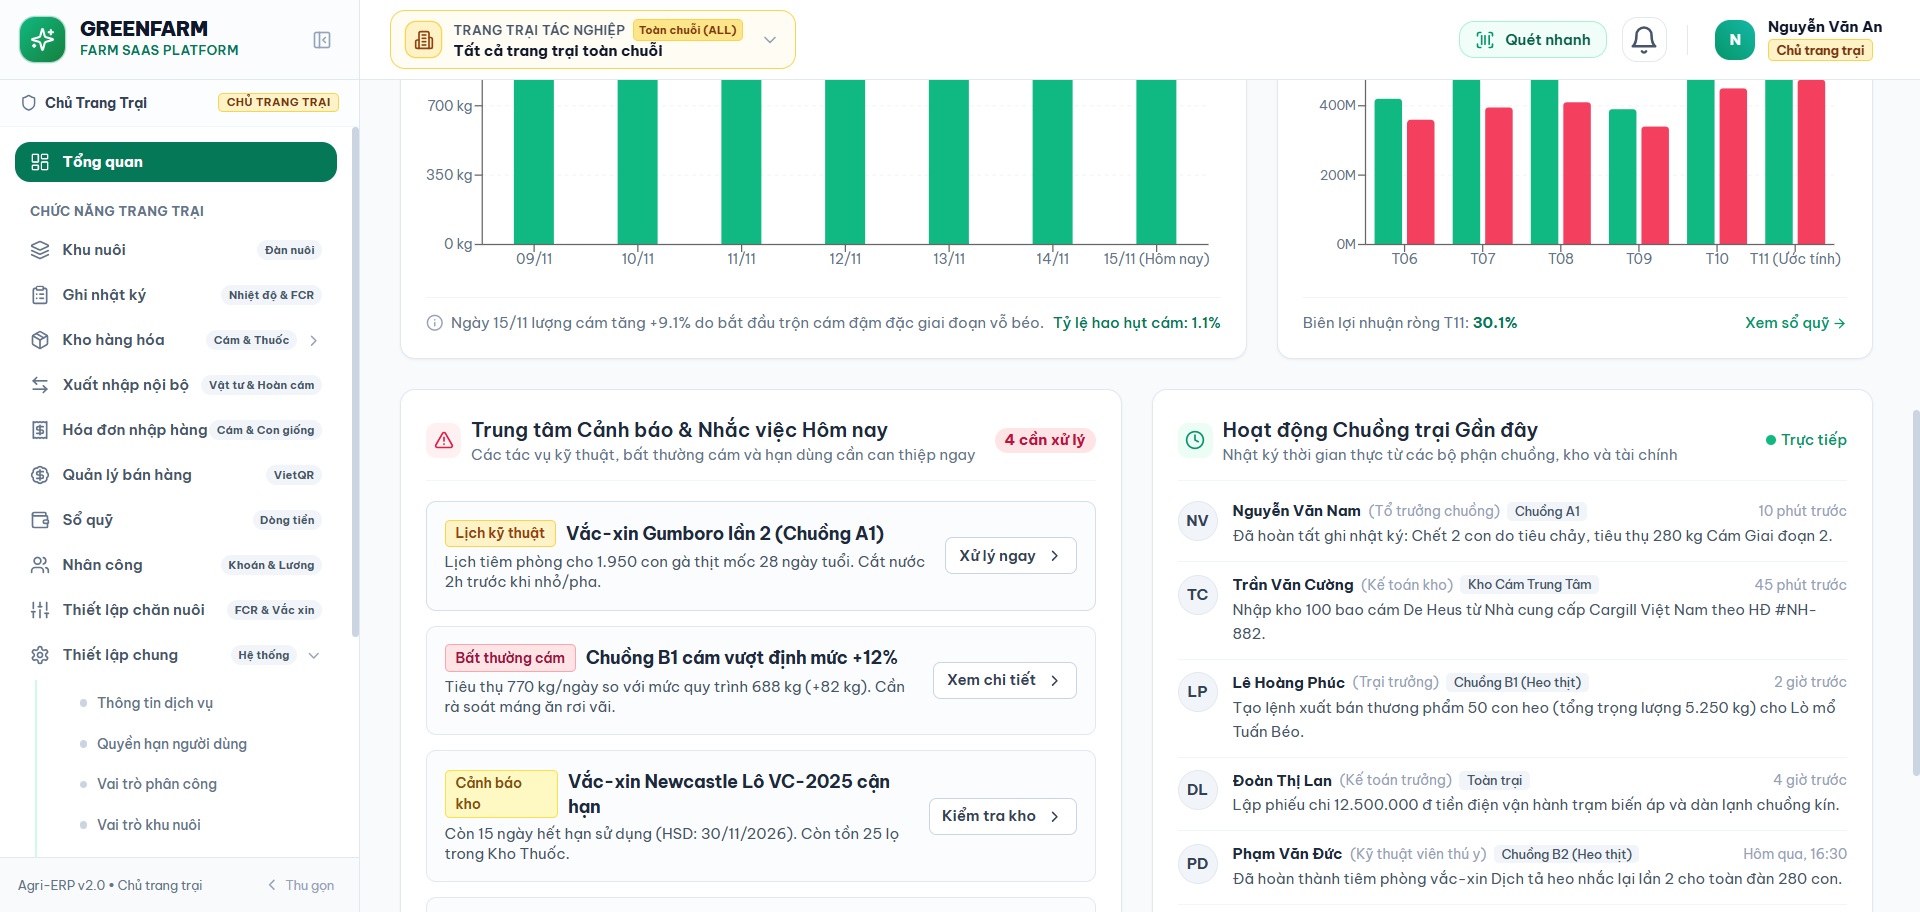 GREENFARM
FARM SAAS PLATFORM
TRANG TRẠI TÁC NGHIỆP Toàn chuỗi (ALL)
Tất cả trang trại toàn chuỗi
Quét nhanh
N
Nguyễn Văn An
Chủ trang trại
Chủ Trang Trại CHỦ TRANG TRẠI
Tổng quan
CHỨC NĂNG TRANG TRẠI
Khu nuôi Đàn nuôi
Ghi nhật ký Nhiệt độ & FCR
Kho hàng hóa Cám & Thuốc
Xuất nhập nội bộ Vật tư & Hoàn cám
Hóa đơn nhập hàng Cám & Con giống
Quản lý bán hàng VietQR
Sổ quỹ Dòng tiền
Nhân công Khoán & Lương
Thiết lập chăn nuôi FCR & Vắc xin
Thiết lập chung Hệ thống
Thông tin dịch vụ
Quyền hạn người dùng
Vai trò phân công
Vai trò khu nuôi
Agri-ERP v2.0 • Chủ trang trại Thu gọn
700 kg
350 kg
0 kg
09/11 10/11 11/11 12/11 13/11 14/11 15/11 (Hôm nay)
Ngày 15/11 lượng cám tăng +9.1% do bắt đầu trộn cám đậm đặc giai đoạn vỗ béo. Tỷ lệ hao hụt cám: 1.1%
400M
200M
0M
T06 T07 T08 T09 T10 T11 (Ước tính)
Biên lợi nhuận ròng T11: 30.1% Xem sổ quỹ →
Trung tâm Cảnh báo & Nhắc việc Hôm nay
Các tác vụ kỹ thuật, bất thường cám và hạn dùng cần can thiệp ngay
4 cần xử lý
Lịch kỹ thuật Vắc-xin Gumboro lần 2 (Chuồng A1)
Lịch tiêm phòng cho 1.950 con gà thịt mốc 28 ngày tuổi. Cắt nước
2h trước khi nhỏ/pha.
Xử lý ngay
Bất thường cám Chuồng B1 cám vượt định mức +12%
Tiêu thụ 770 kg/ngày so với mức quy trình 688 kg (+82 kg). Cần
rà soát máng ăn rơi vãi.
Xem chi tiết
Cảnh báo
kho
Vắc-xin Newcastle Lô VC-2025 cận
hạn
Còn 15 ngày hết hạn sử dụng (HSD: 30/11/2026). Còn tồn 25 lọ
trong Kho Thuốc.
Kiểm tra kho
Hoạt động Chuồng trại Gần đây
Nhật ký thời gian thực từ các bộ phận chuồng, kho và tài chính
Trực tiếp
NV
Nguyễn Văn Nam (Tổ trưởng chuồng) Chuồng A1 10 phút trước
Đã hoàn tất ghi nhật ký: Chết 2 con do tiêu chảy, tiêu thụ 280 kg Cám Giai đoạn 2.
TC
Trần Văn Cường (Kế toán kho) Kho Cám Trung Tâm 45 phút trước
Nhập kho 100 bao cám De Heus từ Nhà cung cấp Cargill Việt Nam theo HĐ #NH-
882.
LP
Lê Hoàng Phúc (Trại trưởng) Chuồng B1 (Heo thịt) 2 giờ trước
Tạo lệnh xuất bán thương phẩm 50 con heo (tổng trọng lượng 5.250 kg) cho Lò mổ
Tuấn Béo.
DL
Đoàn Thị Lan (Kế toán trưởng) Toàn trại 4 giờ trước
Lập phiếu chi 12.500.000 đ tiền điện vận hành trạm biến áp và dàn lạnh chuồng kín.
PD
Phạm Văn Đức (Kỹ thuật viên thú y) Chuồng B2 (Heo thịt) Hôm qua, 16:30
Đã hoàn thành tiêm phòng vắc-xin Dịch tả heo nhắc lại lần 2 cho toàn đàn 280 con.